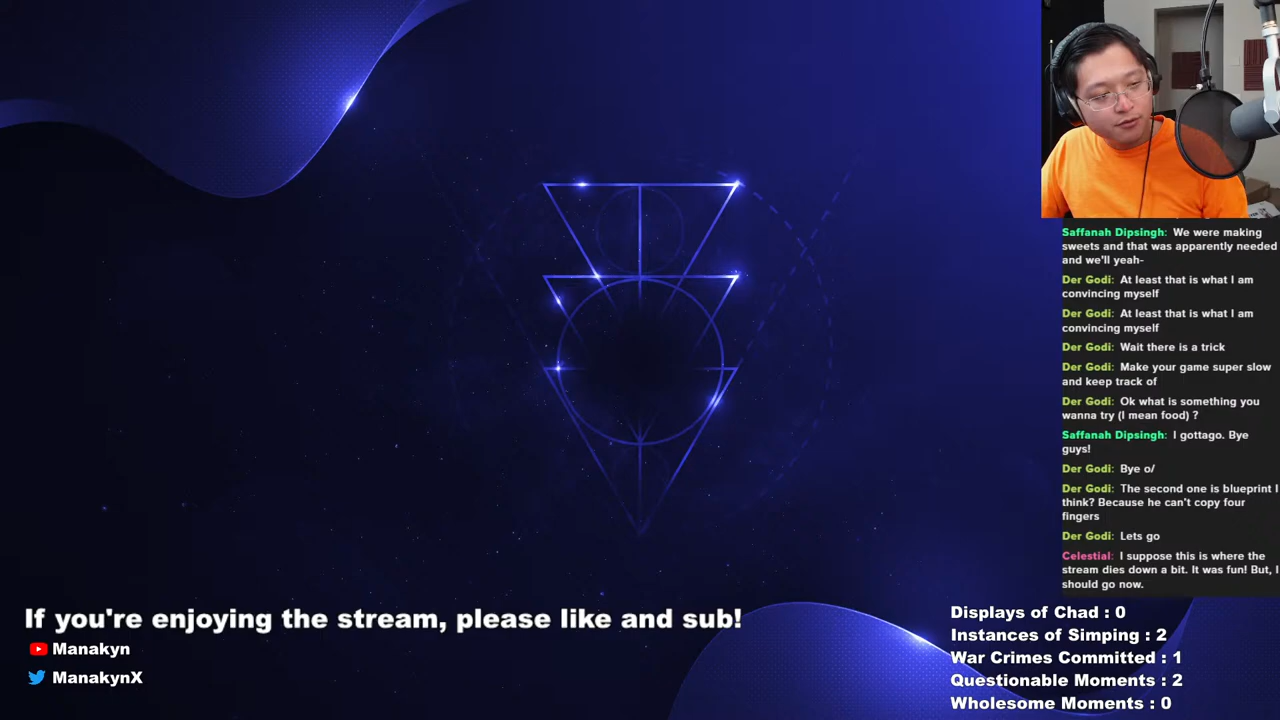 Saffanah Dipsingh: We were making
sweets and that was apparently needed
and we'll yeah-
Der Godi: At least that is what I am
convincing myself
Der Godi: At least that is what I am
convincing myself
Der Godi: Wait there is a trick
Der Godi: Make your game super slow
and keep track of
Der Godi: Ok what is something you
wanna try (I mean food) ?
Saffanah Dipsingh: I gottago. Bye
guys!
Der Godi: Bye o/
Der Godi: The second one is blueprint I
think? Because he can't copy four
fingers
Der Godi: Lets go
Celestial: I suppose this is where the
stream dies down a bit. It was fun! But, I
should go now.
If you're enjoying the stream, please like and sub!
Manakyn
ManakynX
Displays of Chad : 0
Instances of Simping : 2
War Crimes Committed : 1
Questionable Moments : 2
Wholesome Moments : 0